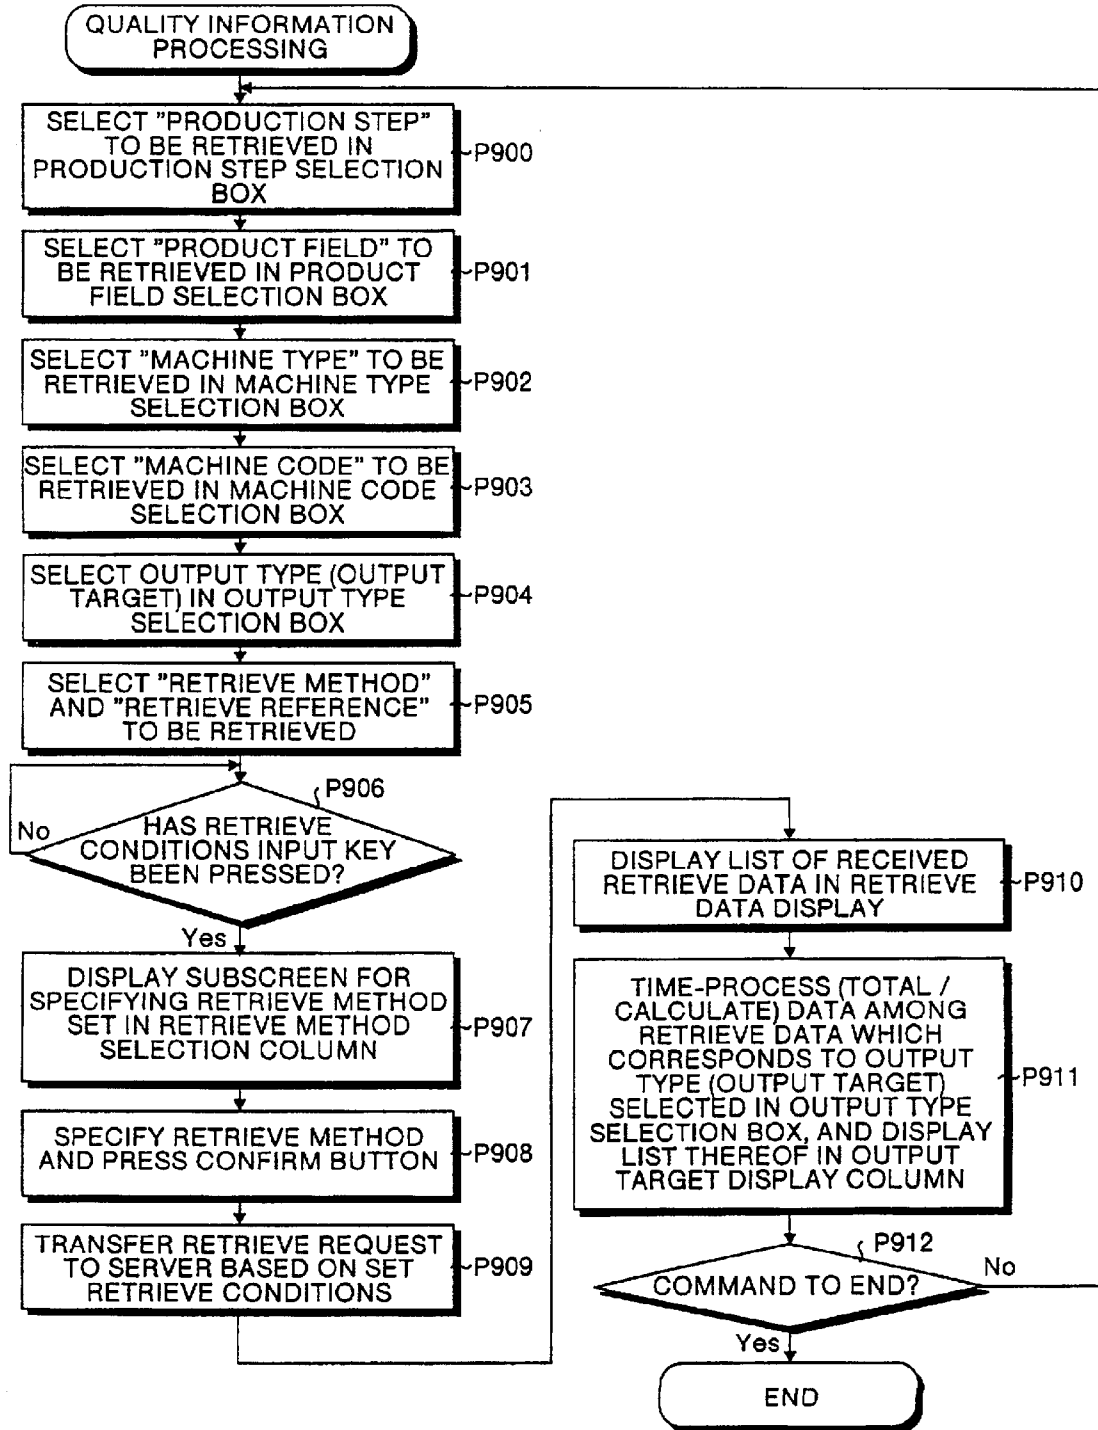 QUALITY INFORMATION
PROCESSING
SELECT "PRODUCTION STEP"
TO BE RETRIEVED IN
PRODUCTION STEP SELECTION
BOX
P900
SELECT "PRODUCT FIELD" TO
BE RETRIEVED IN PRODUCT
FIELD SELECTION BOX
P901
SELECT "MACHINE TYPE" TO BE
RETRIEVED IN MACHINE TYPE
SELECTION BOX
P902
SELECT "MACHINE CODE" TO BE
RETRIEVED IN MACHINE CODE
SELECTION BOX
P903
SELECT OUTPUT TYPE (OUTPUT
TARGET) IN OUTPUT TYPE
SELECTION BOX
P904
SELECT "RETRIEVE METHOD"
AND "RETRIEVE REFERENCE"
TO BE RETRIEVED
P905
P906
No
HAS RETRIEVE
CONDITIONS INPUT KEY
BEEN PRESSED?
Yes
DISPLAY SUBSCREEN FOR
SPECIFYING RETRIEVE METHOD
SET IN RETRIEVE METHOD
SELECTION COLUMN
P907
SPECIFY RETRIEVE METHOD
AND PRESS CONFIRM BUTTON
P908
TRANSFER RETRIEVE REQUEST
TO SERVER BASED ON SET
RETRIEVE CONDITIONS
P909
DISPLAY LIST OF RECEIVED
RETRIEVE DATA IN RETRIEVE
DATA DISPLAY
P910
TIME-PROCESS (TOTAL /
CALCULATE) DATA AMONG
RETRIEVE DATA WHICH
CORRESPONDS TO OUTPUT
TYPE (OUTPUT TARGET)
SELECTED IN OUTPUT TYPE
SELECTION BOX, AND DISPLAY
LIST THEREOF IN OUTPUT
TARGET DISPLAY COLUMN
P911
P912
COMMAND TO END?
No
Yes
END